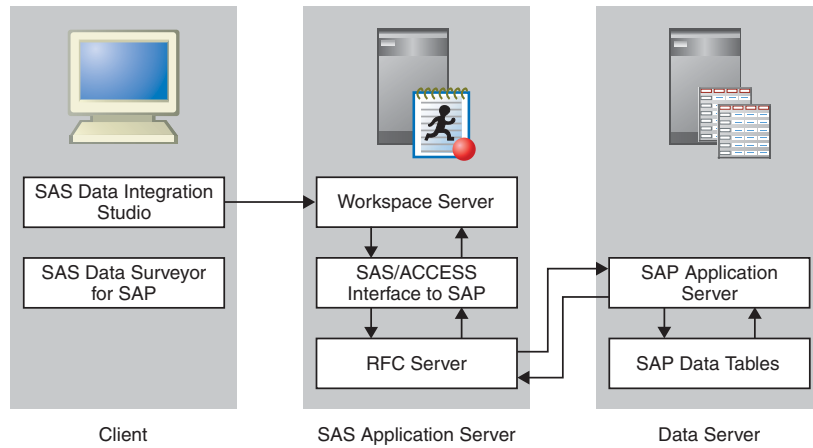 SAS Data Integration
Studio
SAS Data Surveyor
for SAP
Workspace Server
SAS/ACCESS
Interface to SAP
RFC Server
SAP Application
Server
SAP Data Tables
Client
SAS Application Server
Data Server